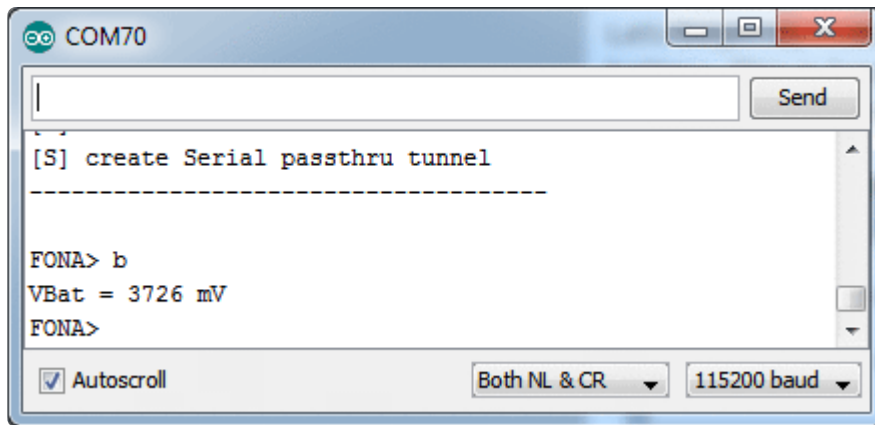 COM70
Send
[S] create Serial passthru tunnel
-------------------------------------
FONA> b
VBat = 3726 mV
FONA>
Autoscroll
Both NL & CR
115200 baud